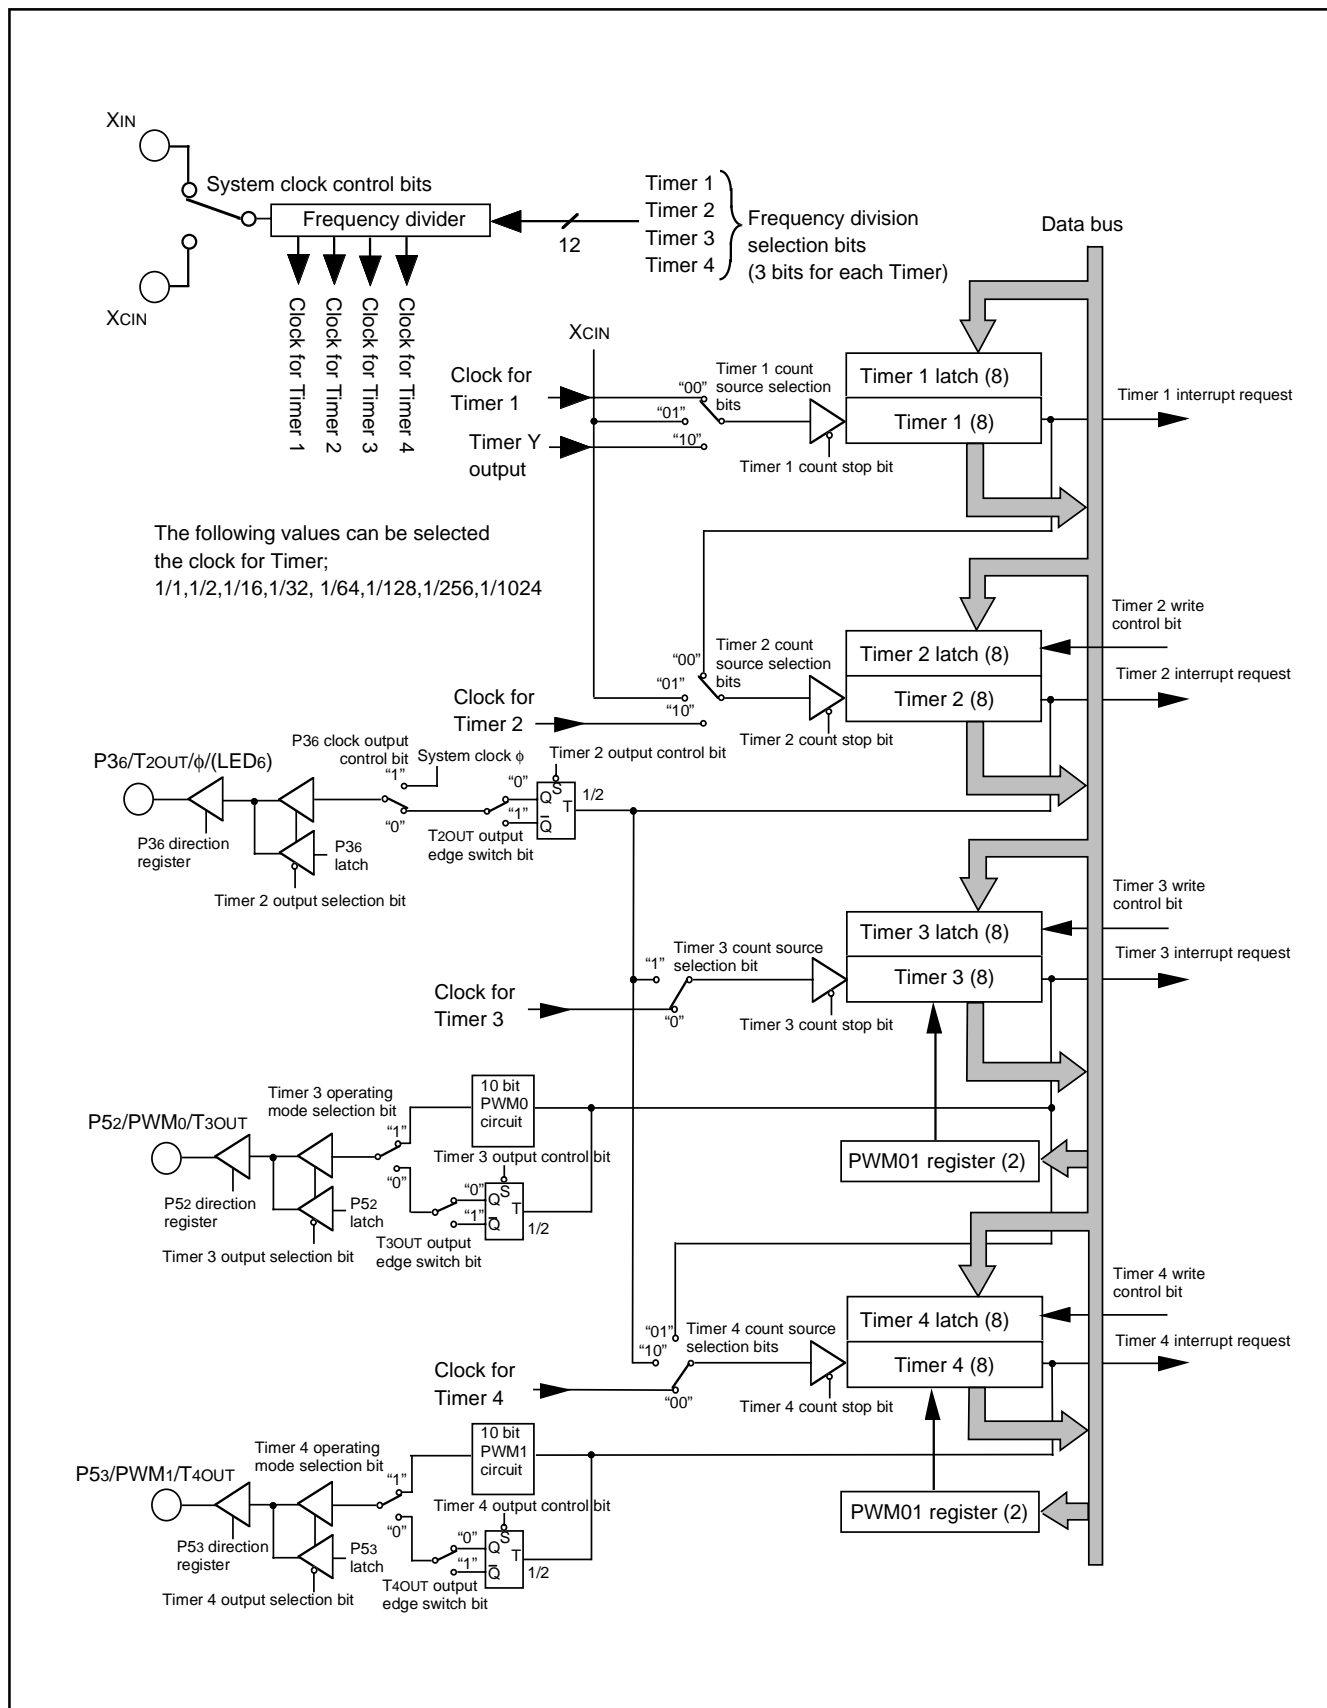 XIN
System clock control bits
Frequency divider
XCIN
12
Timer 1
Timer 2
Timer 3
Timer 4
Frequency division
selection bits
(3 bits for each Timer)
Data bus
Clock for Timer 1
Clock for Timer 2
Clock for Timer 3
Clock for Timer 4
XCIN
Clock for
Timer 1
"00"
"01"
"10"
Timer 1 count
source selection
bits
Timer Y
output
Timer 1 latch (8)
Timer 1 (8)
Timer 1 count stop bit
Timer 1 interrupt request
The following values can be selected
the clock for Timer;
1/1,1/2,1/16,1/32, 1/64,1/128,1/256,1/1024
Timer 2 count
source selection
bits
"00"
"01"
"10"
Clock for
Timer 2
Timer 2 latch (8)
Timer 2 (8)
Timer 2 count stop bit
Timer 2 write
control bit
Timer 2 interrupt request
P36/T2OUT/ϕ/(LED6)
P36 clock output
control bit
System clock ϕ
"1"
"0"
Timer 2 output control bit
"0"
"1"
Q
S
T
Q̅
1/2
T2OUT output
edge switch bit
P36 direction
register
P36
latch
Timer 2 output selection bit
Timer 3 count source
selection bit
"1"
"0"
Clock for
Timer 3
Timer 3 latch (8)
Timer 3 (8)
Timer 3 count stop bit
Timer 3 write
control bit
Timer 3 interrupt request
P52/PWM0/T3OUT
Timer 3 operating
mode selection bit
"1"
"0"
10 bit
PWM0
circuit
Timer 3 output control bit
"0"
"1"
Q
S
T
Q̅
1/2
T3OUT output
edge switch bit
P52 direction
register
P52
latch
Timer 3 output selection bit
PWM01 register (2)
Timer 4 count source
selection bits
"01"
"10"
"00"
Clock for
Timer 4
Timer 4 latch (8)
Timer 4 (8)
Timer 4 count stop bit
Timer 4 write
control bit
Timer 4 interrupt request
P53/PWM1/T4OUT
Timer 4 operating
mode selection bit
"1"
"0"
10 bit
PWM1
circuit
Timer 4 output control bit
"0"
"1"
Q
S
T
Q̅
1/2
T4OUT output
edge switch bit
P53 direction
register
P53
latch
Timer 4 output selection bit
PWM01 register (2)